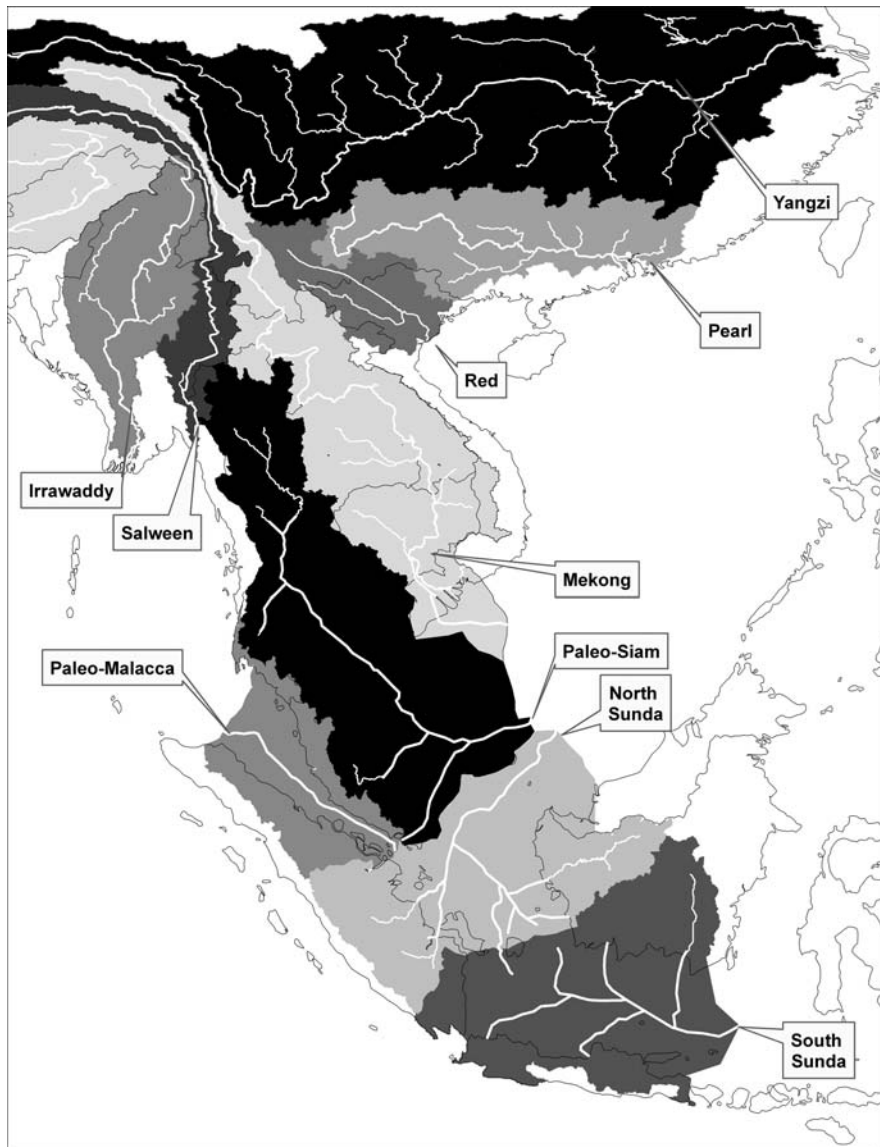 Yangzi
Pearl
Red
Irrawaddy
Salween
Mekong
Paleo-Malacca
Paleo-Siam
North
Sunda
South
Sunda